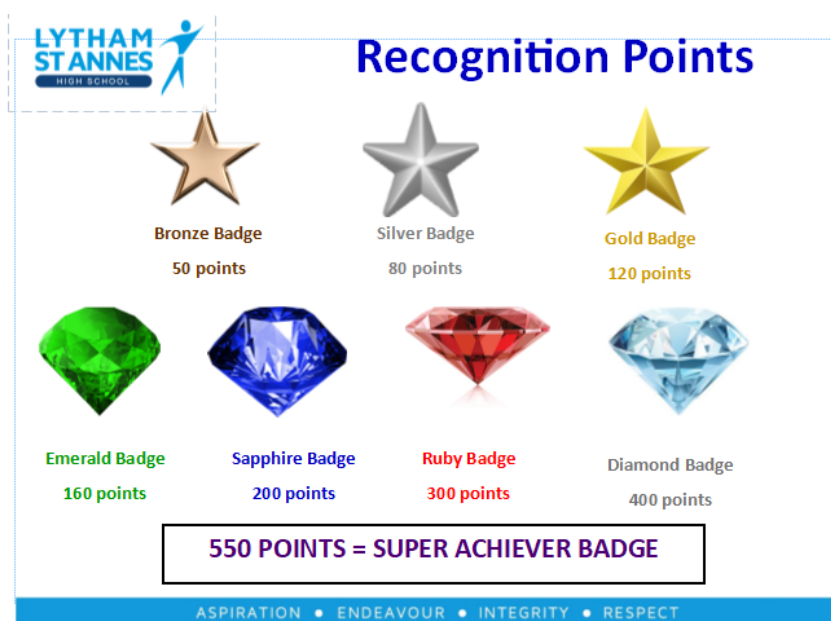 LYTHAM
ST ANNES
HIGH SCHOOL
Recognition Points
Bronze Badge
50 points
Silver Badge
80 points
Gold Badge
120 points
Emerald Badge
160 points
Sapphire Badge
200 points
Ruby Badge
300 points
Diamond Badge
400 points
550 POINTS = SUPER ACHIEVER BADGE
ASPIRATION ● ENDEAVOUR ● INTEGRITY ● RESPECT